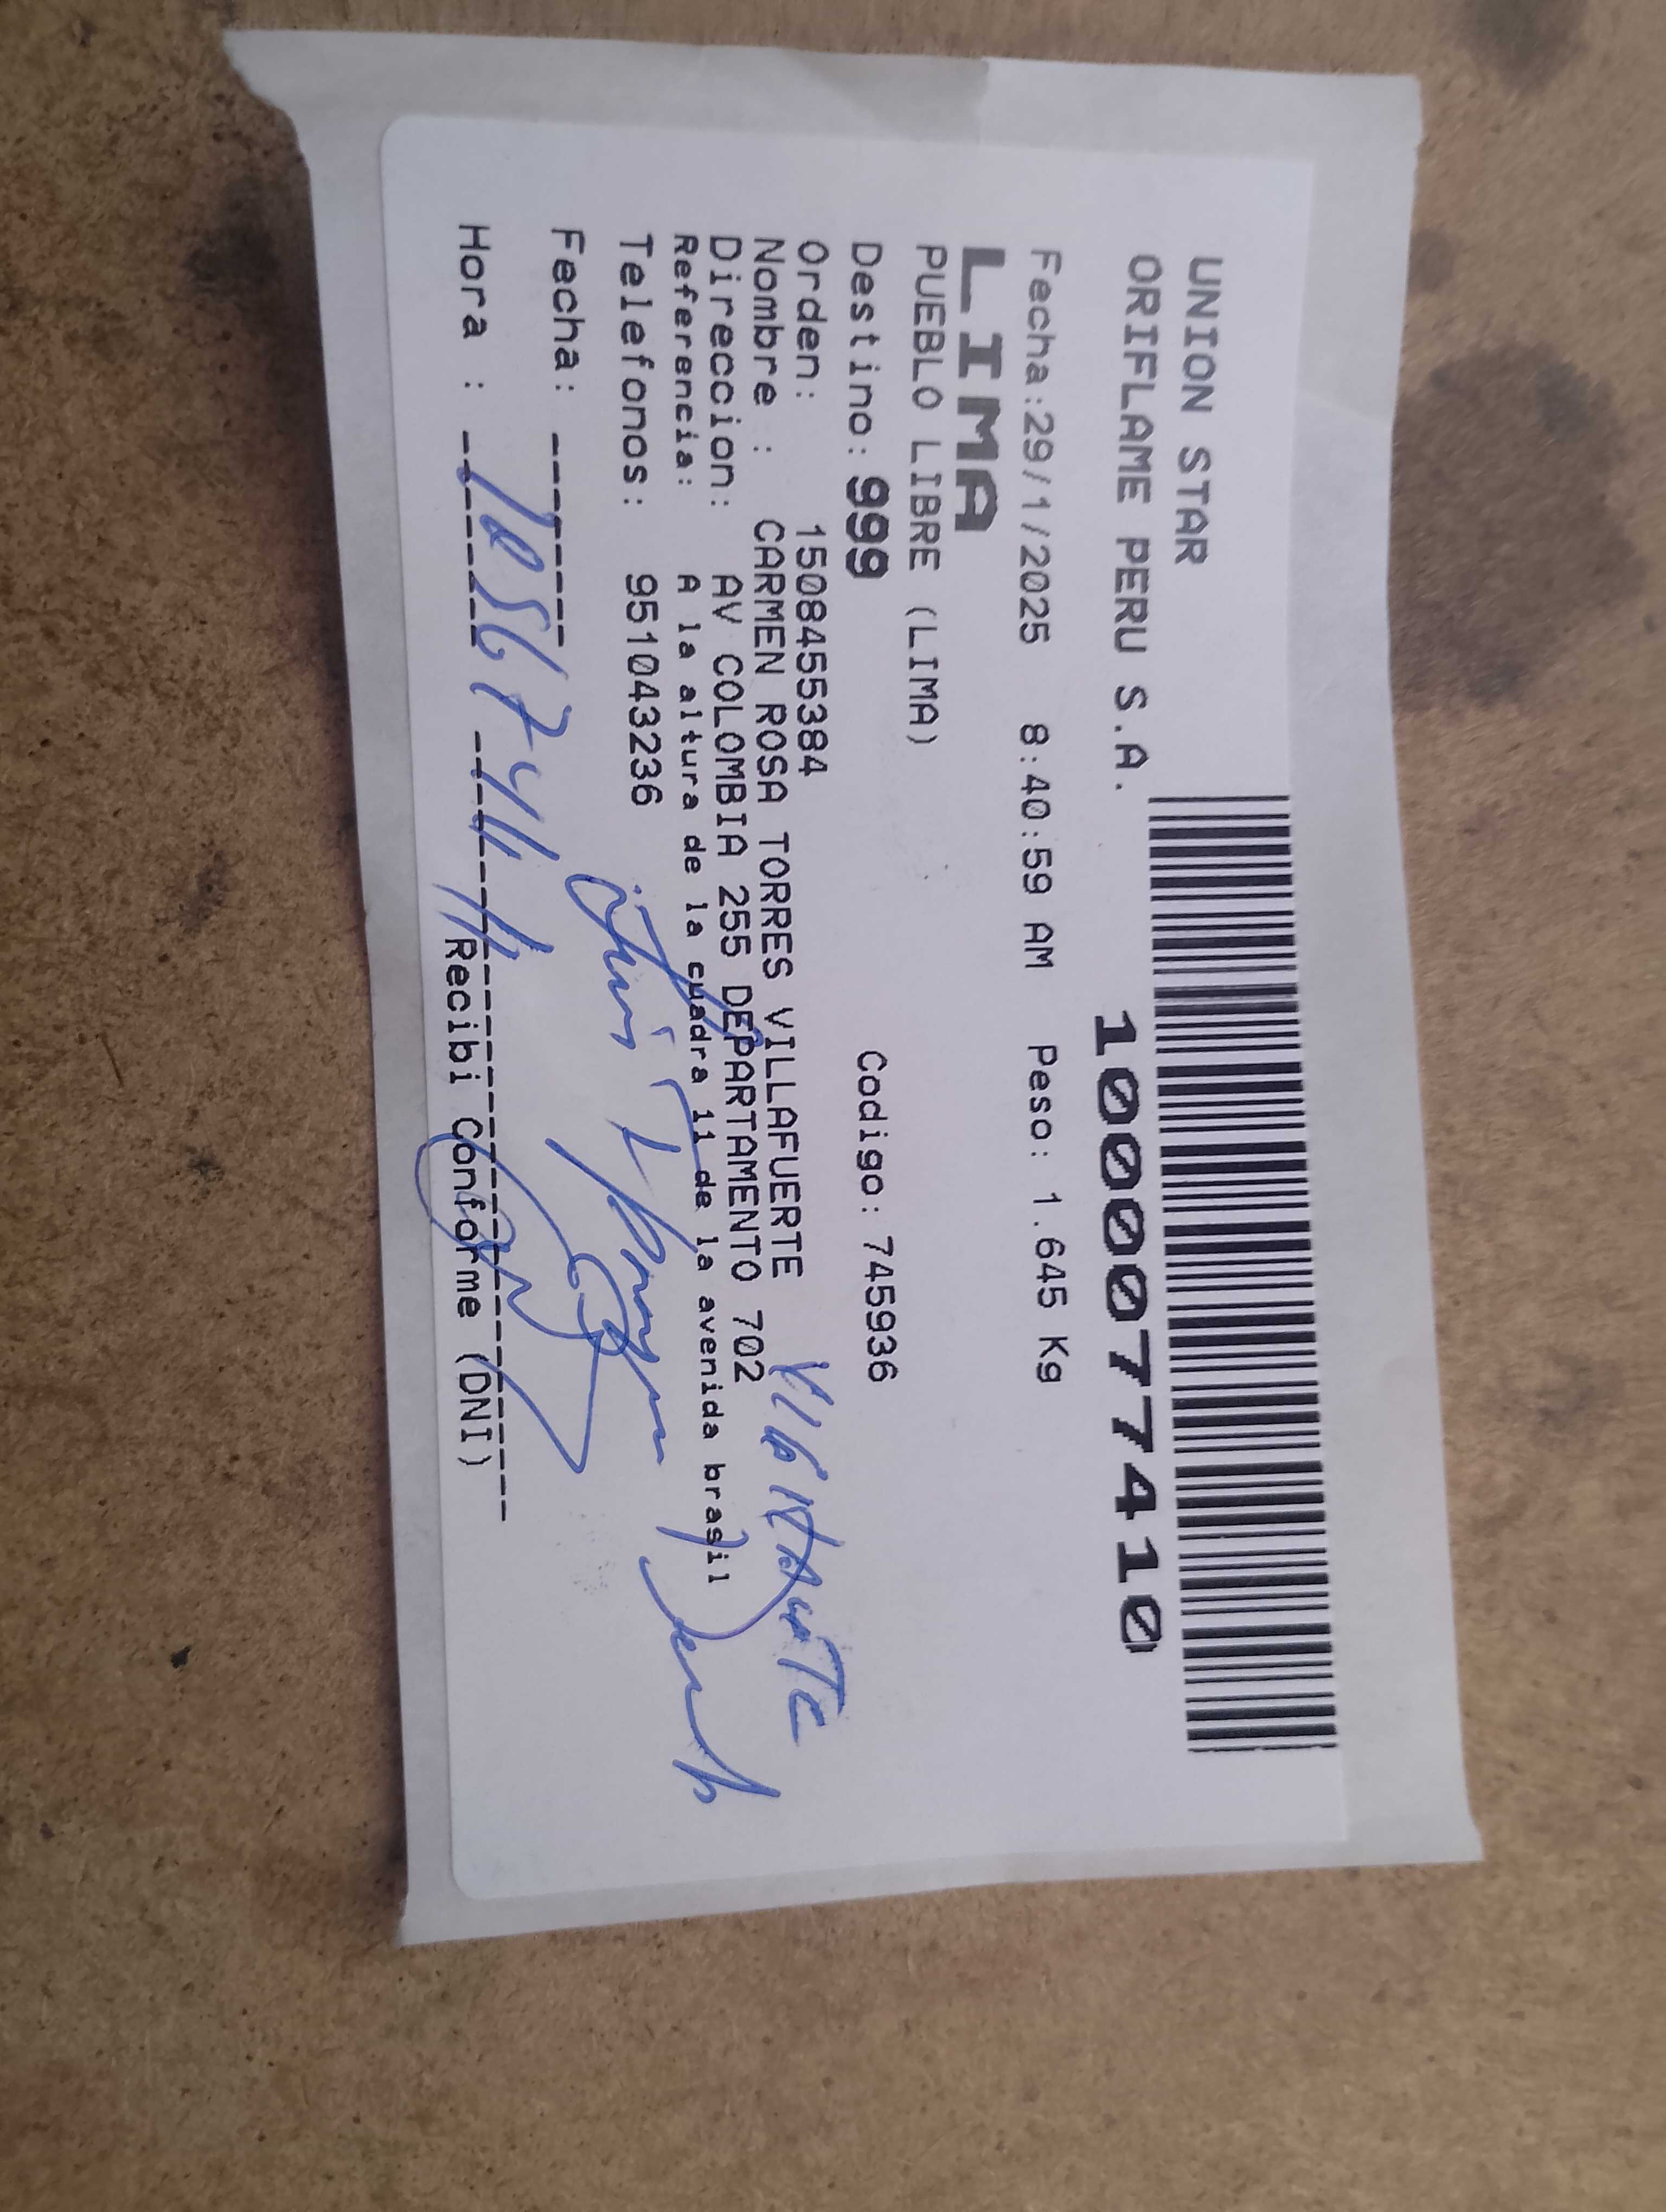 UNION STAR
ORIFLAME PERU S.A.
1000077410
Fecha:29/1/2025 8:40:59 AM Peso: 1.645 Kg
LIMA
PUEBLO LIBRE (LIMA)
Destino: 999 Codigo: 745936
Orden: 1508455384
Nombre : CARMEN ROSA TORRES VILLAFUERTE
Direccion: AV COLOMBIA 255 DEPARTAMENTO 702
Referencia: A la altura de la cuadra 11 de la avenida brasil
Telefonos: 951043236
VIGILANTE
Fecha: ---------
Hora : ---------
Recibi Conforme (DNI)